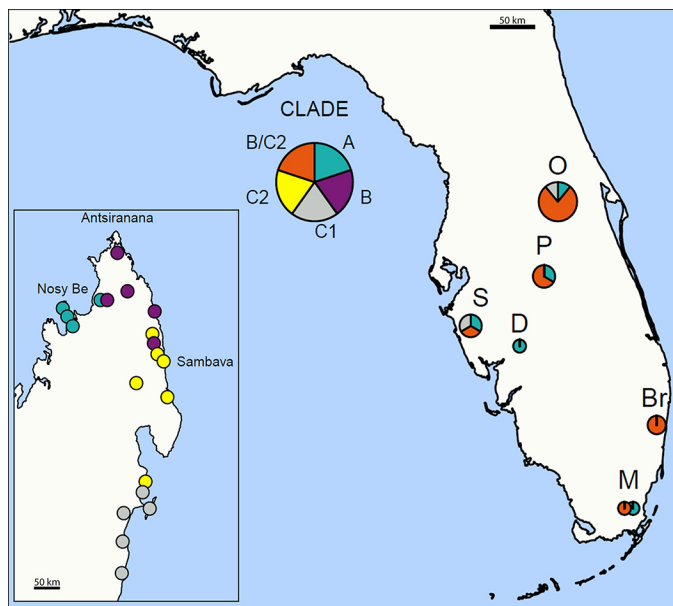 50 km
CLADE
B/C2
A
C2
B
C1
O
P
S
D
Br
M
Antsiranana
Nosy Be
Sambava
50 km